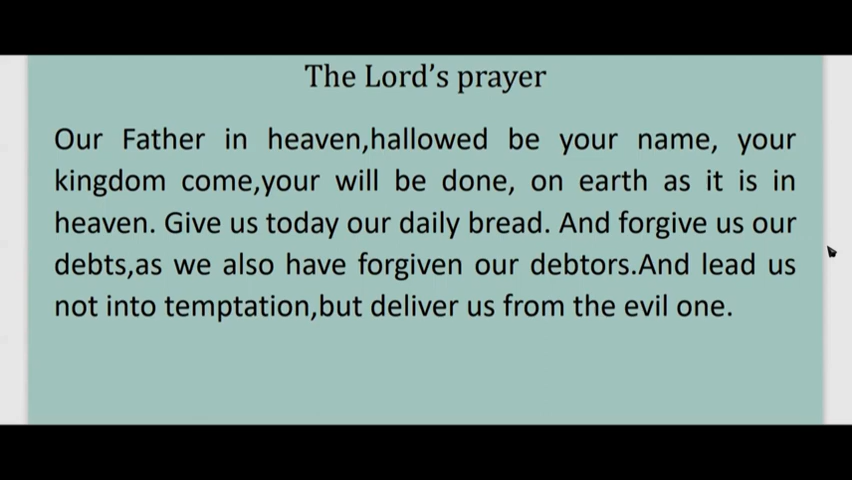 The Lord’s prayer
Our Father in heaven,hallowed be your name, your
kingdom come,your will be done, on earth as it is in
heaven. Give us today our daily bread. And forgive us our
debts,as we also have forgiven our debtors.And lead us
not into temptation,but deliver us from the evil one.